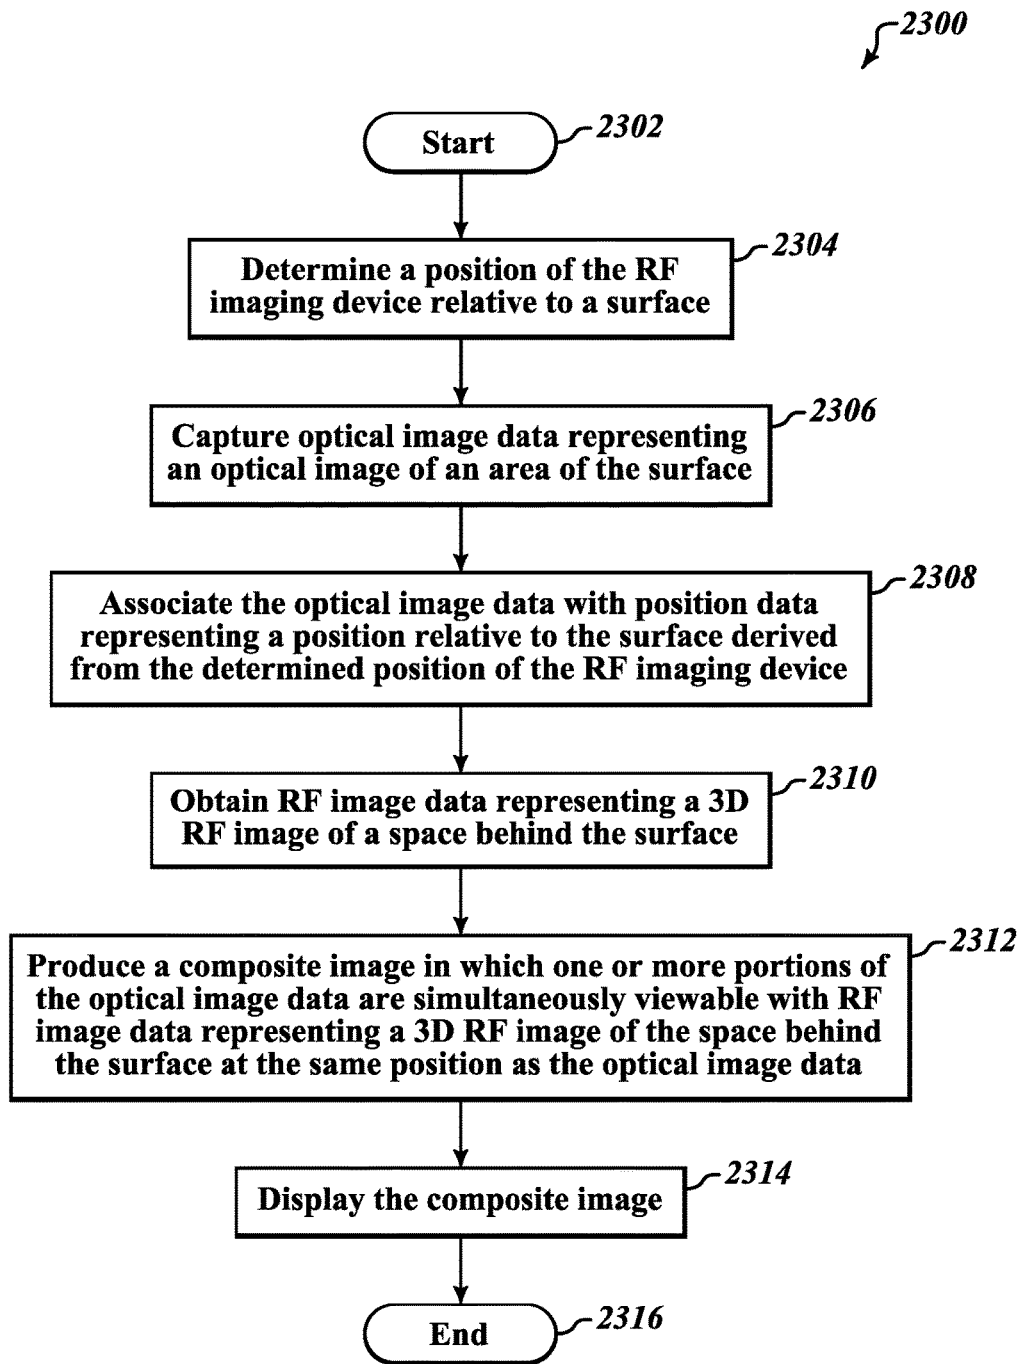 2300
Start
2302
Determine a position of the RF
imaging device relative to a surface
2304
Capture optical image data representing
an optical image of an area of the surface
2306
Associate the optical image data with position data
representing a position relative to the surface derived
from the determined position of the RF imaging device
2308
Obtain RF image data representing a 3D
RF image of a space behind the surface
2310
Produce a composite image in which one or more portions of
the optical image data are simultaneously viewable with RF
image data representing a 3D RF image of the space behind
the surface at the same position as the optical image data
2312
Display the composite image
2314
End
2316